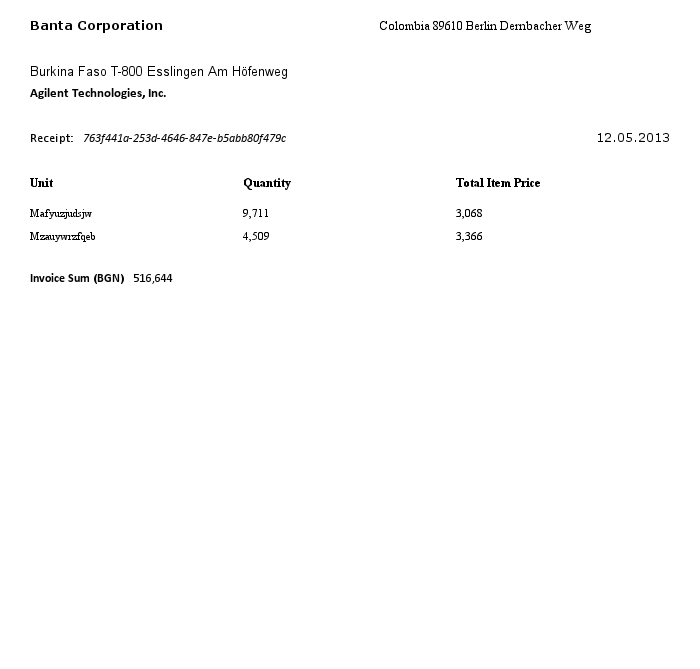 Banta Corporation Colombia 89610 Berlin Dernbacher Weg
Burkina Faso T-800 Esslingen Am Höfenweg
Agilent Technologies, Inc.
Receipt: 763f441a-253d-4646-847e-b5abb80f479c 12.05.2013
Unit Quantity Total Item Price
Mafyuzjudsjw 9,711 3,068
Mzauywrzfqeb 4,509 3,366
Invoice Sum (BGN) 516,644